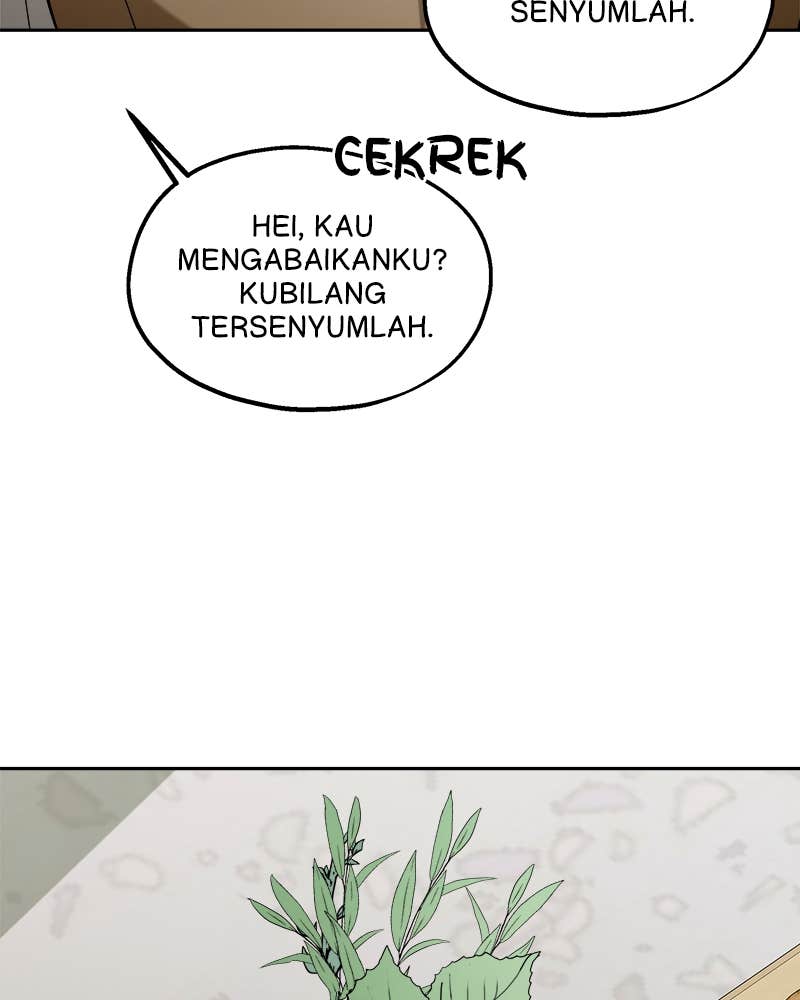 SENYUMLAH.
CEKREK
HEI, KAU
MENGABAIKANKU?
KUBILANG
TERSENYUMLAH.